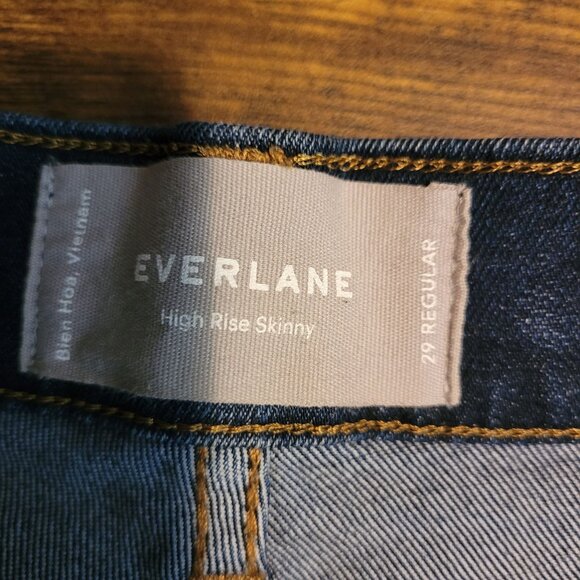 Bien Hoa, Vietnam
EVERLANE
High Rise Skinny
29 REGULAR